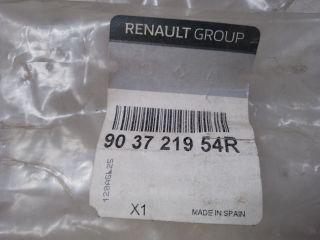 RENAULT GROUP
90 37 219 54R
X1
MADE IN SPAIN